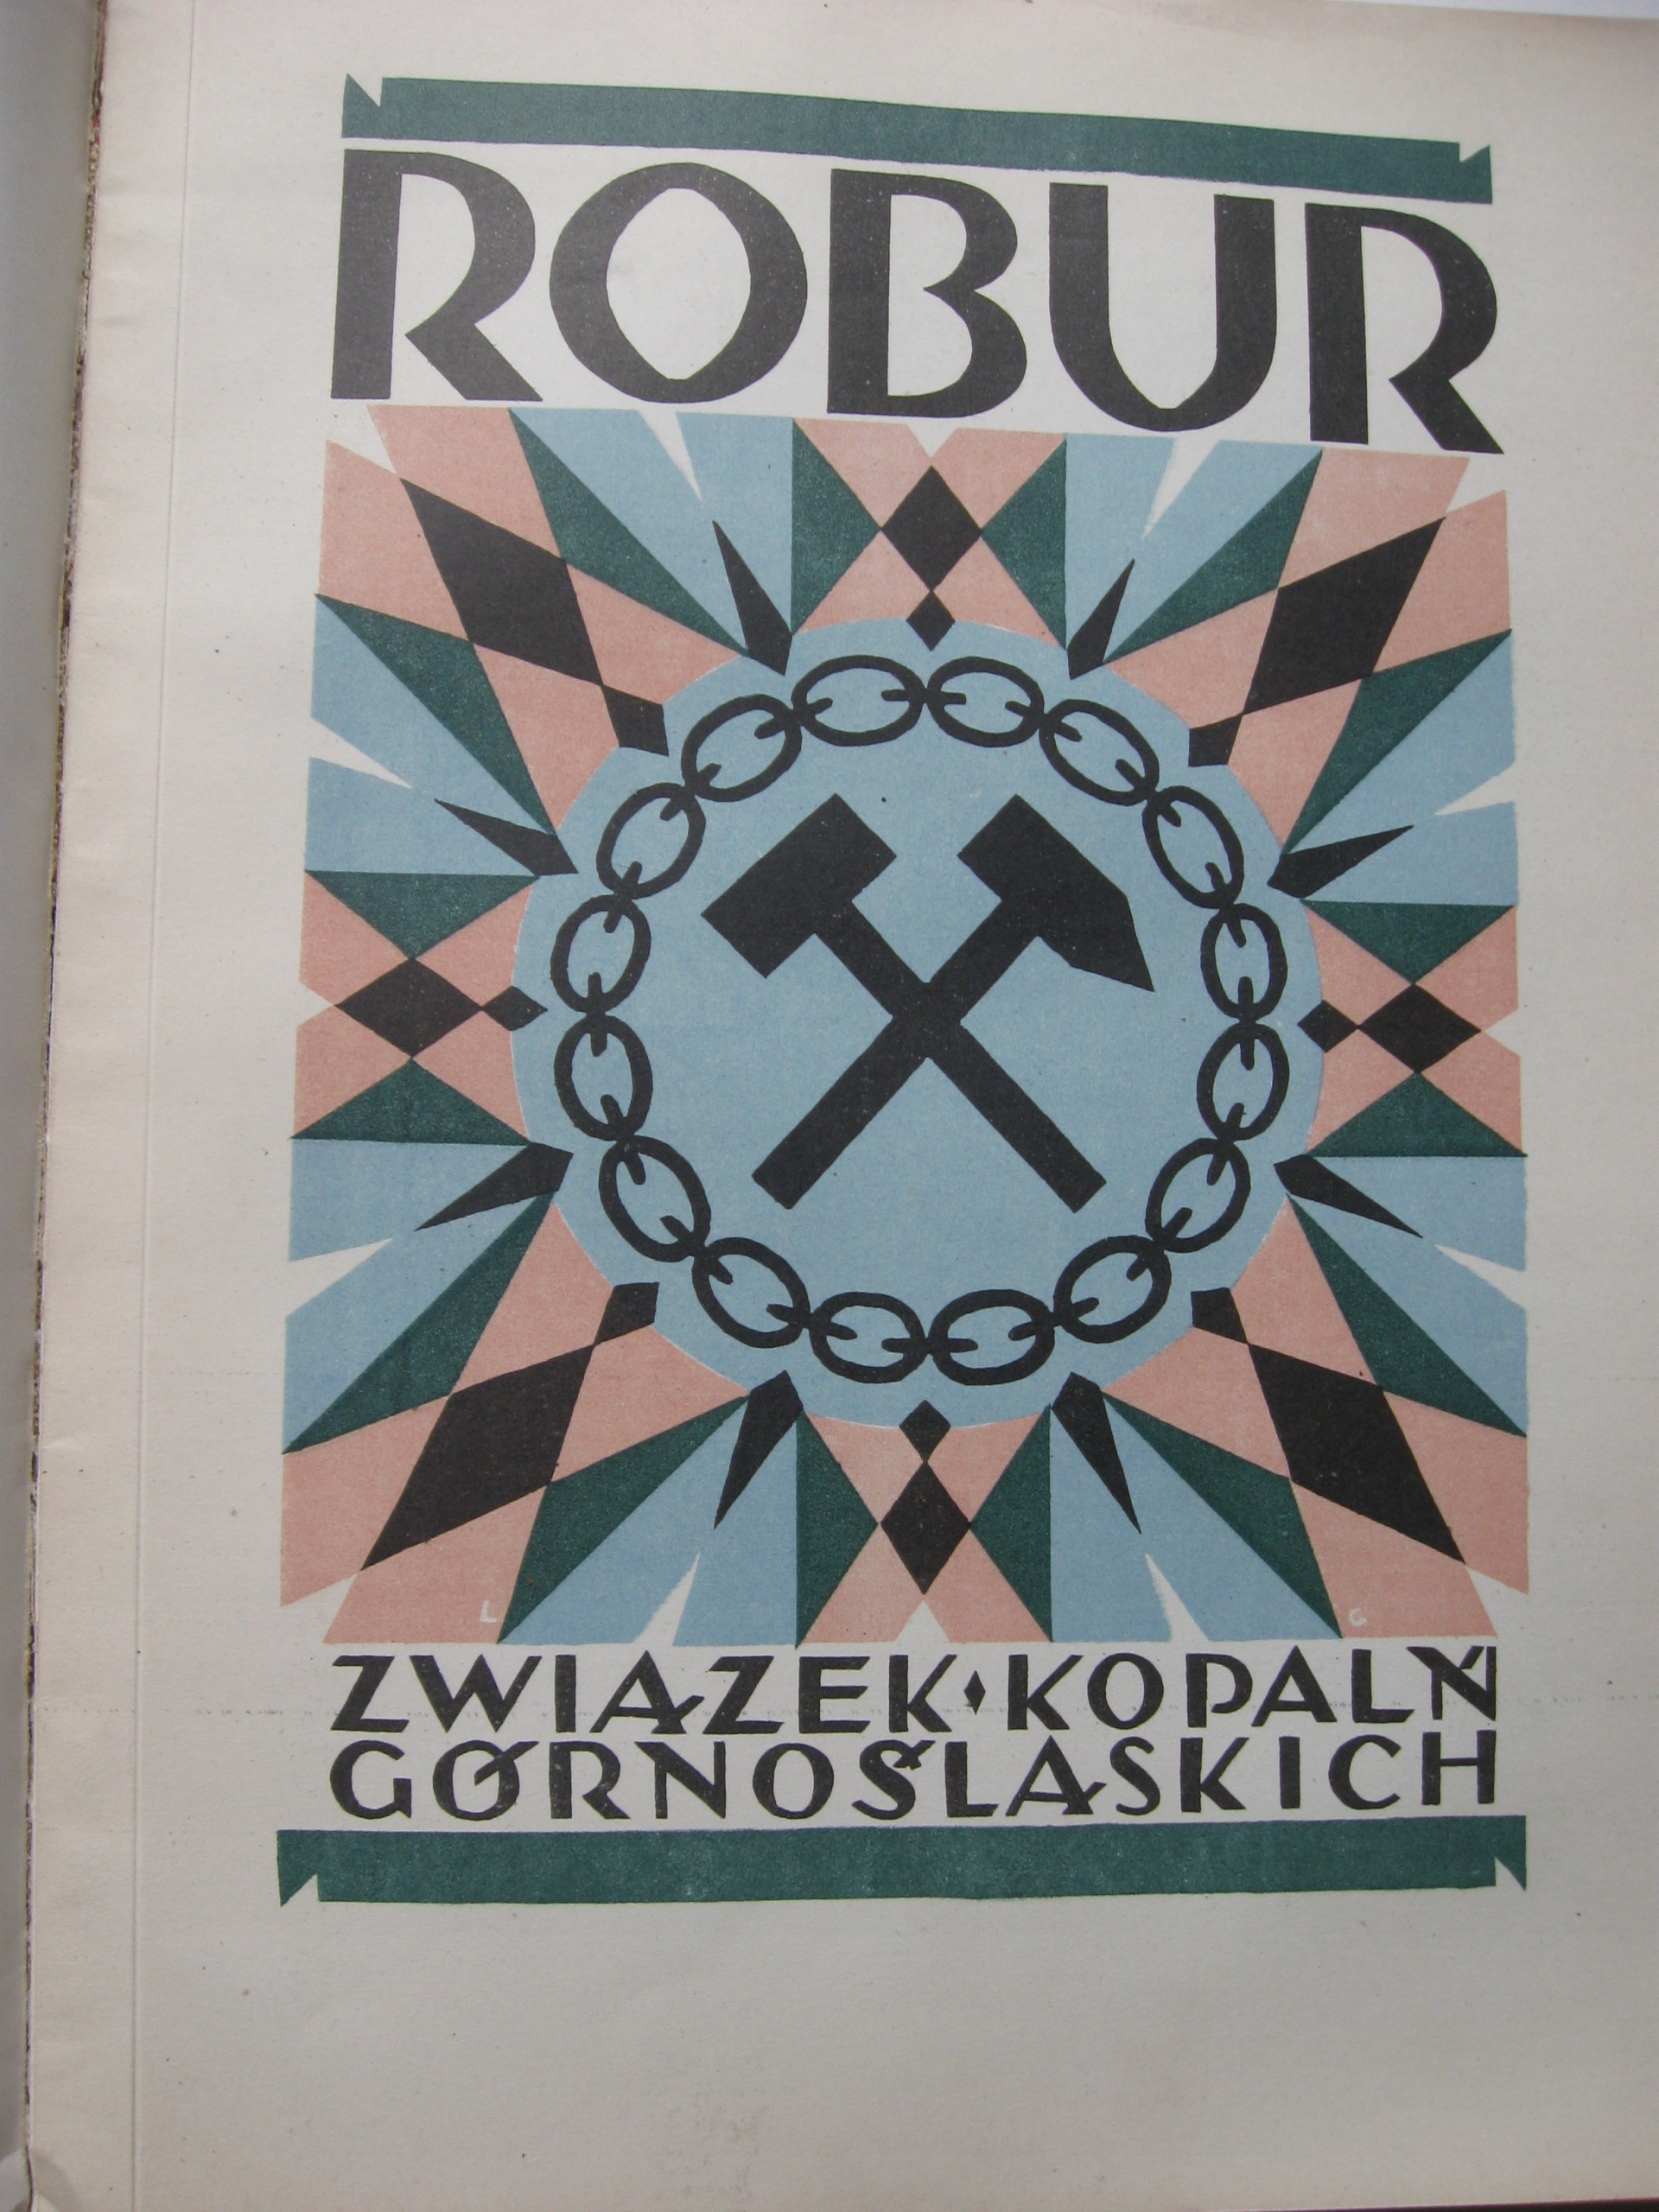 ROBUR
L G
ZWIĄZEK♦KOPALŃ
GÓRNOŚLĄSKICH